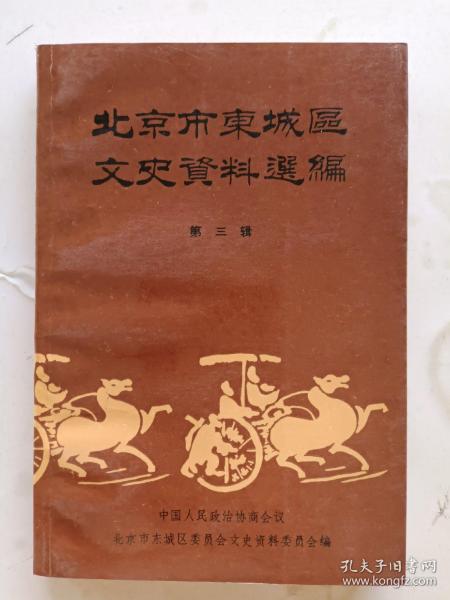 北京市東城區
文史資料選編
第三辑
中国人民政治协商会议
北京市东城区委员会文史资料委员会编
孔夫子旧书网
www.kongfz.com